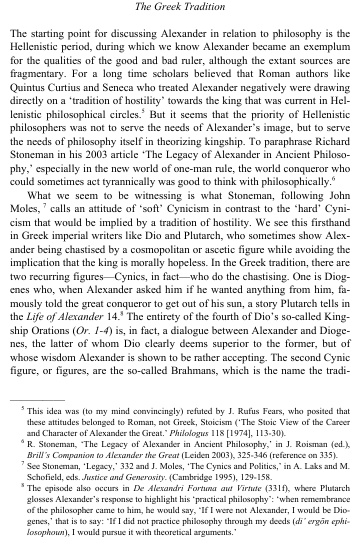 The Greek Tradition
The starting point for discussing Alexander in relation to philosophy is the
Hellenistic period, during which we know Alexander became an exemplum
for the qualities of the good and bad ruler, although the extant sources are
fragmentary. For a long time scholars believed that Roman authors like
Quintus Curtius and Seneca who treated Alexander negatively were drawing
directly on a ‘tradition of hostility’ towards the king that was current in Hel-
lenistic philosophical circles.⁵ But it seems that the priority of Hellenistic
philosophers was not to serve the needs of Alexander’s image, but to serve
the needs of philosophy itself in theorizing kingship. To paraphrase Richard
Stoneman in his 2003 article ‘The Legacy of Alexander in Ancient Philoso-
phy,’ especially in the new world of one-man rule, the world conqueror who
could sometimes act tyrannically was good to think with philosophically.⁶
What we seem to be witnessing is what Stoneman, following John
Moles, ⁷ calls an attitude of ‘soft’ Cynicism in contrast to the ‘hard’ Cyni-
cism that would be implied by a tradition of hostility. We see this firsthand
in Greek imperial writers like Dio and Plutarch, who sometimes show Alex-
ander being chastised by a cosmopolitan or ascetic figure while avoiding the
implication that the king is morally hopeless. In the Greek tradition, there are
two recurring figures—Cynics, in fact—who do the chastising. One is Diog-
enes who, when Alexander asked him if he wanted anything from him, fa-
mously told the great conqueror to get out of his sun, a story Plutarch tells in
the Life of Alexander 14.⁸ The entirety of the fourth of Dio’s so-called King-
ship Orations (Or. 1-4) is, in fact, a dialogue between Alexander and Dioge-
nes, the latter of whom Dio clearly deems superior to the former, but of
whose wisdom Alexander is shown to be rather accepting. The second Cynic
figure, or figures, are the so-called Brahmans, which is the name the tradi-
⁵ This idea was (to my mind convincingly) refuted by J. Rufus Fears, who posited that
these attitudes belonged to Roman, not Greek, Stoicism (‘The Stoic View of the Career
and Character of Alexander the Great.’ Philologus 118 [1974], 113-30).
⁶ R. Stoneman, ‘The Legacy of Alexander in Ancient Philosophy,’ in J. Roisman (ed.),
Brill’s Companion to Alexander the Great (Leiden 2003), 325-346 (reference on 335).
⁷ See Stoneman, ‘Legacy,’ 332 and J. Moles, ‘The Cynics and Politics,’ in A. Laks and M.
Schofield, eds. Justice and Generosity. (Cambridge 1995), 129-158.
⁸ The episode also occurs in De Alexandri Fortuna aut Virtute (331f), where Plutarch
glosses Alexander’s response to highlight his ‘practical philosophy’: ‘when remembrance
of the philosopher came to him, he would say, ‘If I were not Alexander, I would be Dio-
genes,’ that is to say: ‘If I did not practice philosophy through my deeds (di’ ergōn ephi-
losophoun), I would pursue it with theoretical arguments.’